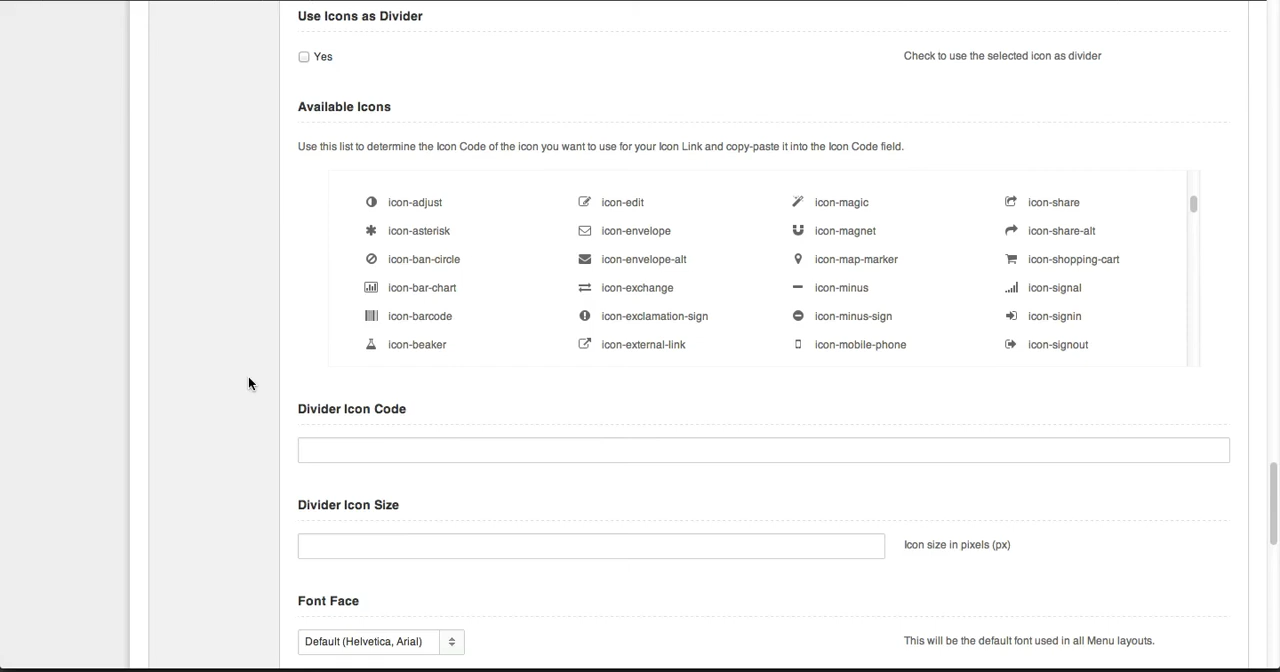 Use Icons as Divider
Yes
Check to use the selected icon as divider
Available Icons
Use this list to determine the Icon Code of the icon you want to use for your Icon Link and copy-paste it into the Icon Code field.
icon-adjust icon-edit icon-magic icon-share
icon-asterisk icon-envelope icon-magnet icon-share-alt
icon-ban-circle icon-envelope-alt icon-map-marker icon-shopping-cart
icon-bar-chart icon-exchange icon-minus icon-signal
icon-barcode icon-exclamation-sign icon-minus-sign icon-signin
icon-beaker icon-external-link icon-mobile-phone icon-signout
Divider Icon Code
Divider Icon Size
Icon size in pixels (px)
Font Face
Default (Helvetica, Arial)
This will be the default font used in all Menu layouts.